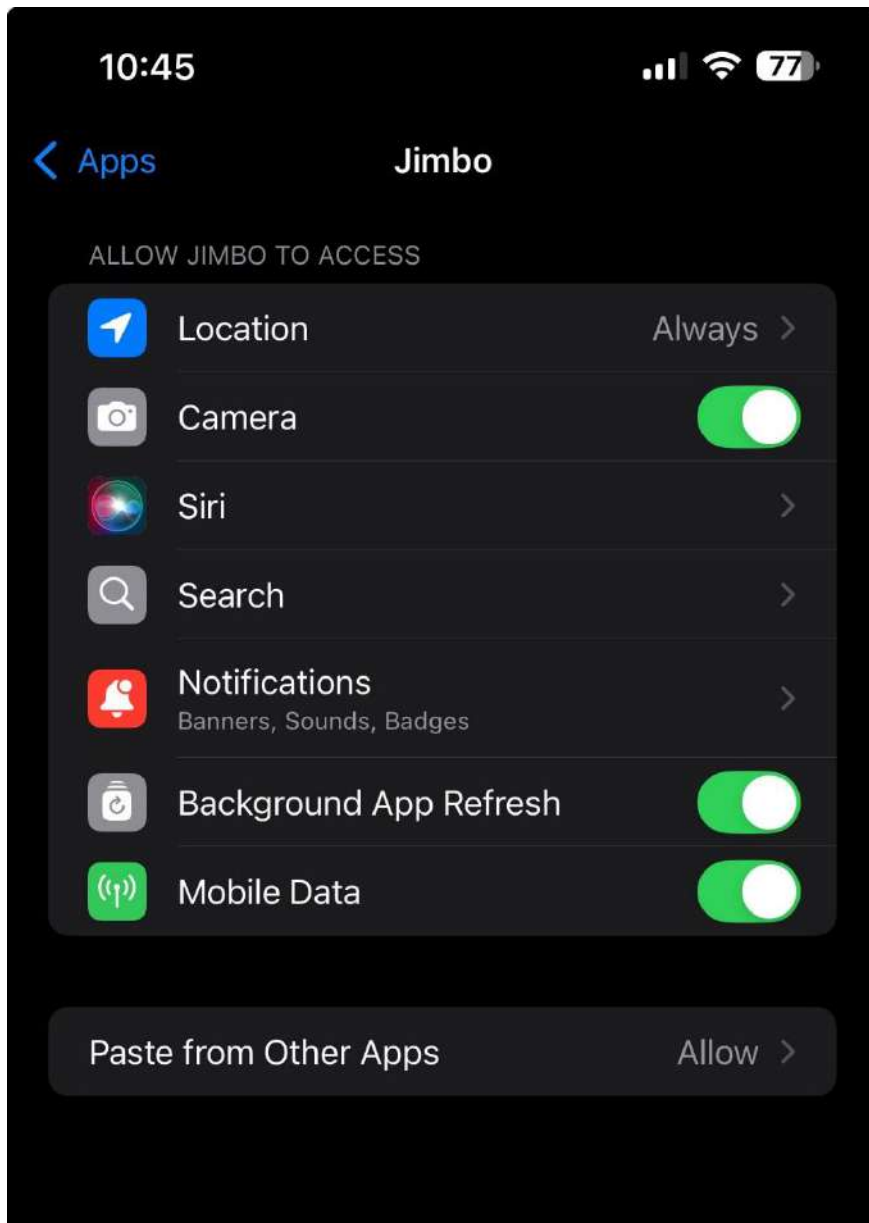 10:45
77
Apps
Jimbo
ALLOW JIMBO TO ACCESS
Location
Always
Camera
Siri
Search
Notifications
Banners, Sounds, Badges
Background App Refresh
Mobile Data
Paste from Other Apps
Allow